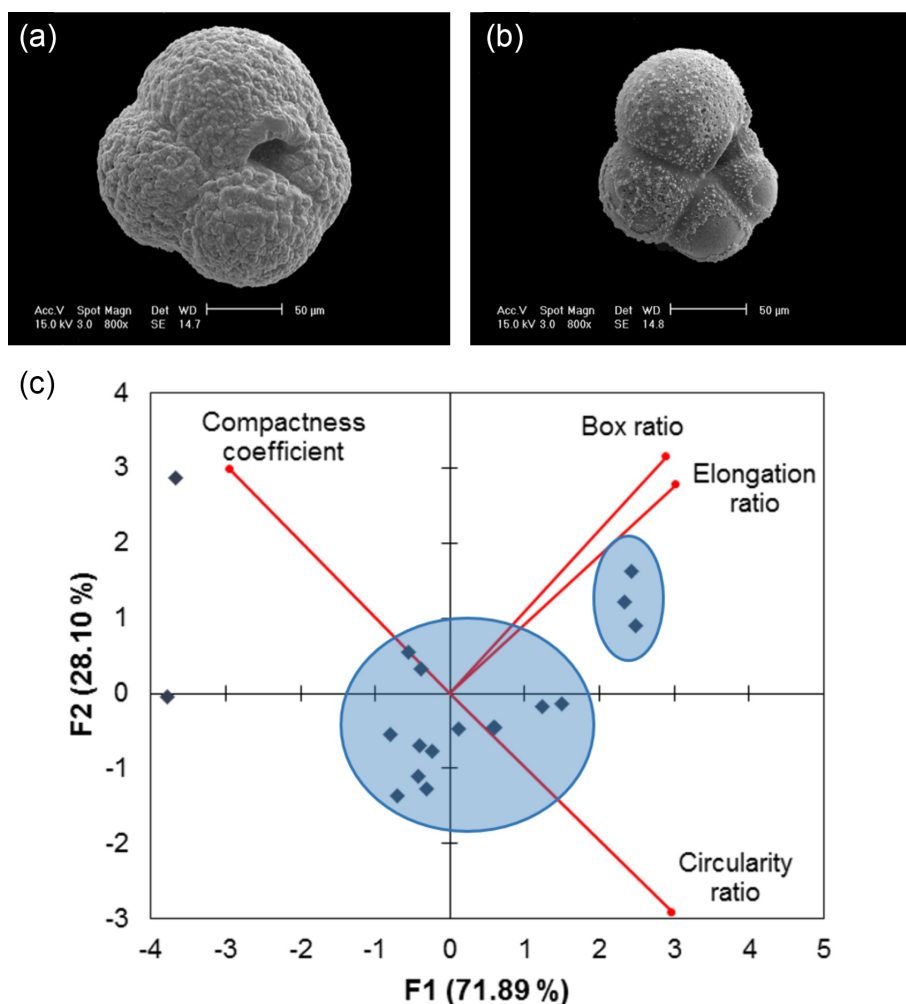 (a)
Acc.V Spot Magn Det WD 50 µm
15.0 kV 3.0 800x SE 14.7
(b)
Acc.V Spot Magn Det WD 50 µm
15.0 kV 3.0 800x SE 14.8
(c)
4
3
2
1
0
-1
-2
-3
F2 (28.10 %)
Compactness
coefficient
Box ratio
Elongation
ratio
Circularity
ratio
-4 -3 -2 -1 0 1 2 3 4 5
F1 (71.89 %)